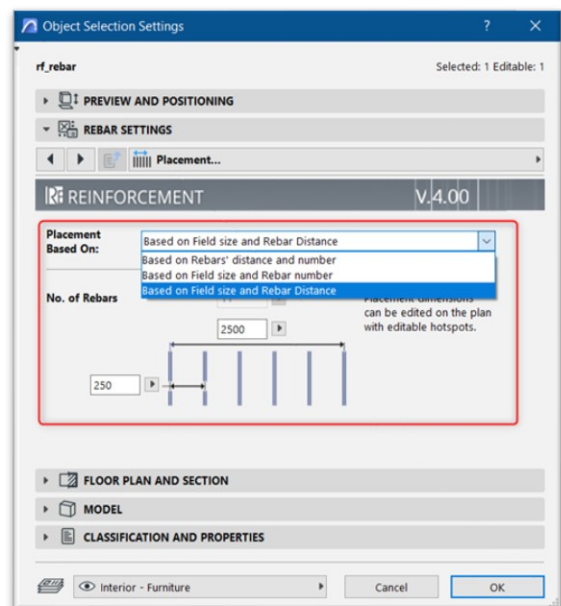 Object Selection Settings
rf_rebar
Selected: 1 Editable: 1
PREVIEW AND POSITIONING
REBAR SETTINGS
Placement...
REINFORCEMENT V.4.00
Placement
Based On:
Based on Field size and Rebar Distance
Based on Rebars' distance and number
Based on Field size and Rebar number
Based on Field size and Rebar Distance
No. of Rebars
Placement dimensions
can be edited on the plan
with editable hotspots.
2500
250
FLOOR PLAN AND SECTION
MODEL
CLASSIFICATION AND PROPERTIES
Interior - Furniture
Cancel
OK